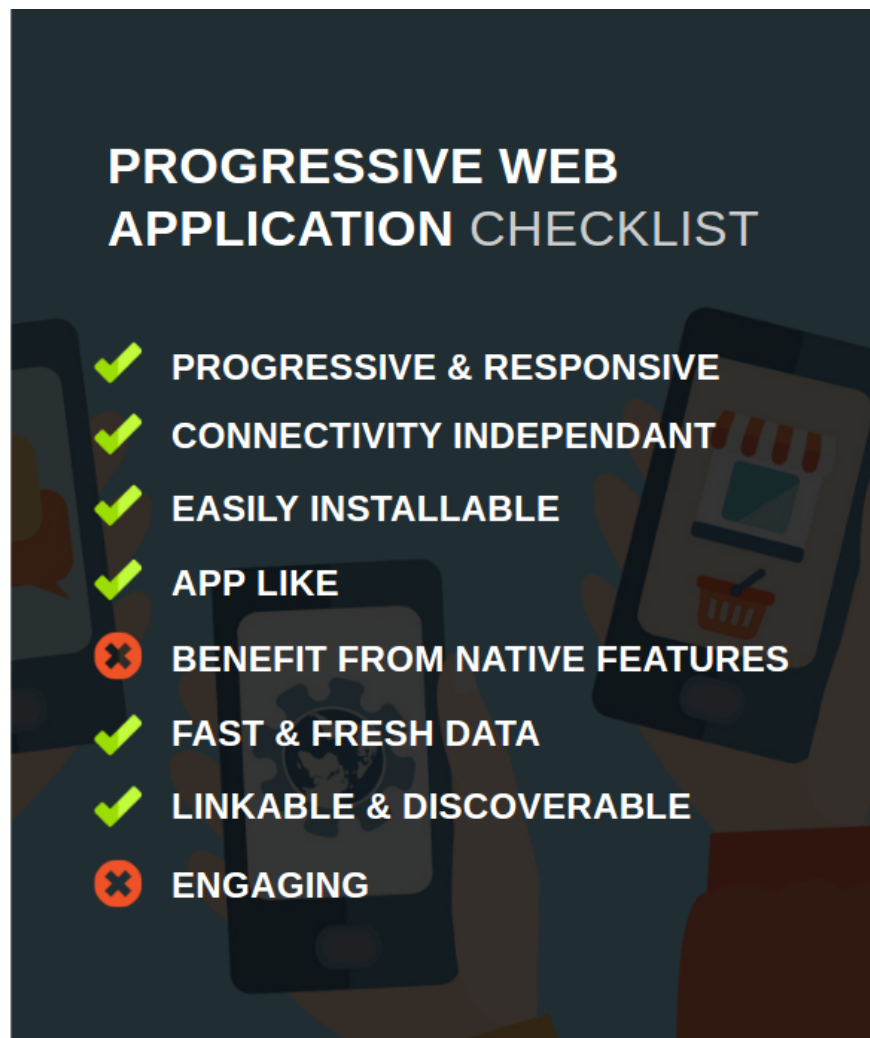 PROGRESSIVE WEB
APPLICATION CHECKLIST
PROGRESSIVE & RESPONSIVE
CONNECTIVITY INDEPENDANT
EASILY INSTALLABLE
APP LIKE
BENEFIT FROM NATIVE FEATURES
FAST & FRESH DATA
LINKABLE & DISCOVERABLE
ENGAGING